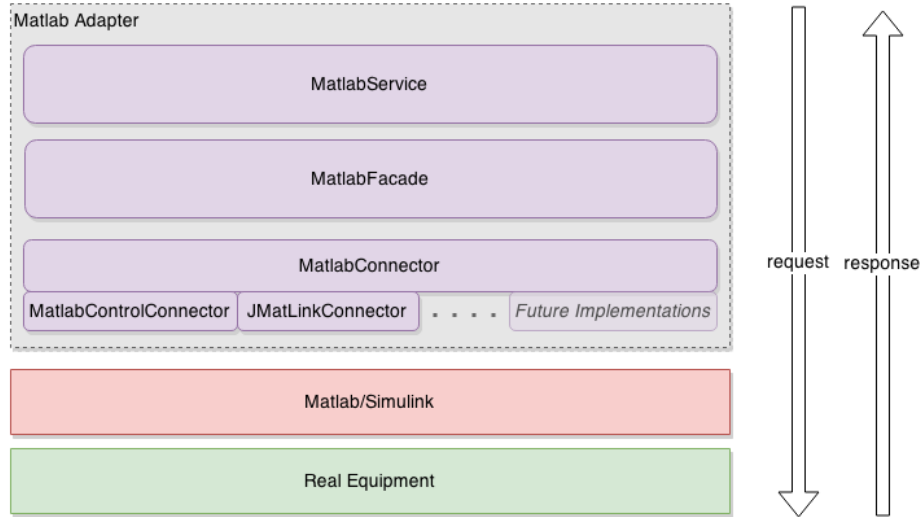 Matlab Adapter
MatlabService
MatlabFacade
MatlabConnector
MatlabControlConnector
JMatLinkConnector
. . . .
Future Implementations
Matlab/Simulink
Real Equipment
request
response